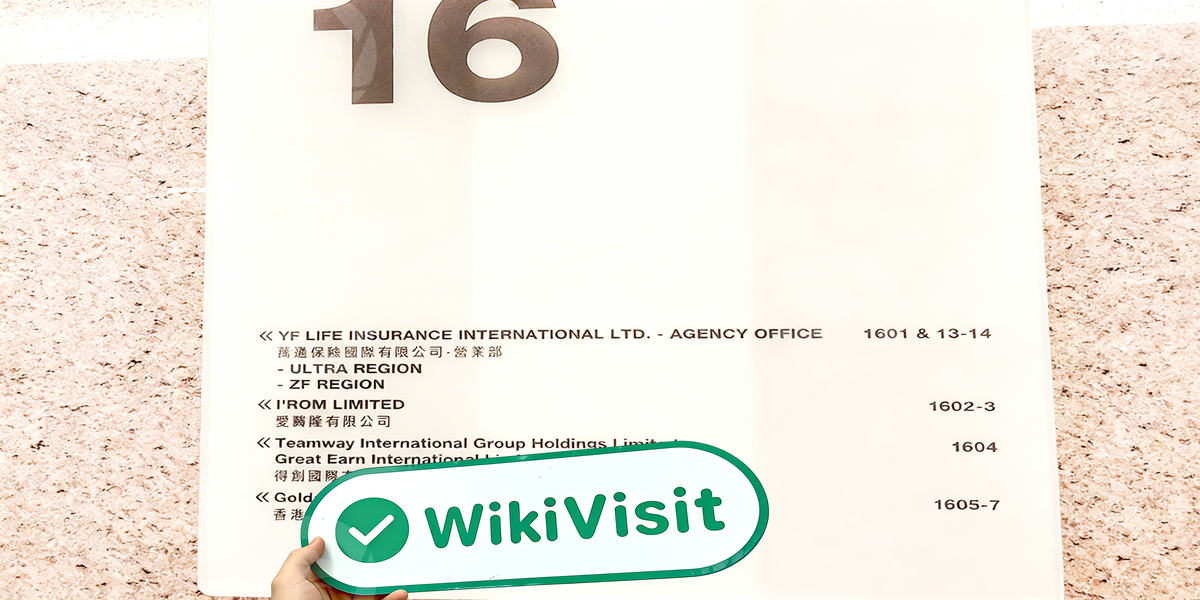 16
« YF LIFE INSURANCE INTERNATIONAL LTD. - AGENCY OFFICE 1601 & 13-14
萬通保險國際有限公司-營業部
- ULTRA REGION
- ZF REGION
« I'ROM LIMITED 1602-3
愛齡隆有限公司
« Teamway International Group Holdings Limited 1604
Great Earn International
得創國際
« Gold 1605-7
香港
WikiVisit